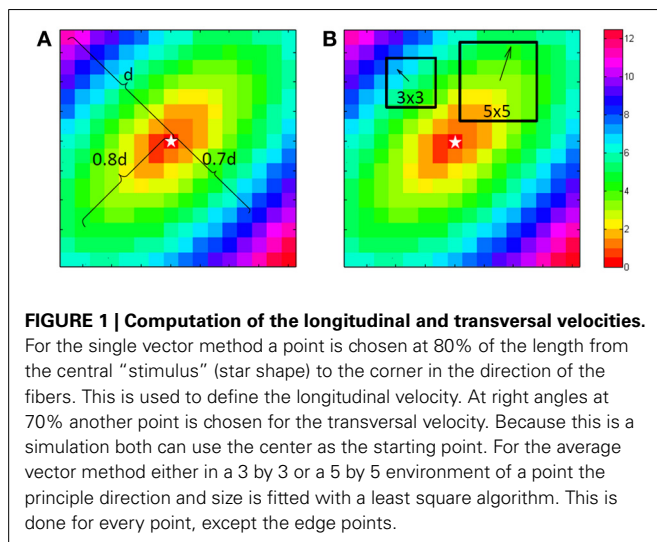 A
d
0.8d
0.7d
B
3x3
5x5
12
10
8
6
4
2
0
FIGURE 1 | Computation of the longitudinal and transversal velocities.
For the single vector method a point is chosen at 80% of the length from
the central “stimulus” (star shape) to the corner in the direction of the
fibers. This is used to define the longitudinal velocity. At right angles at
70% another point is chosen for the transversal velocity. Because this is a
simulation both can use the center as the starting point. For the average
vector method either in a 3 by 3 or a 5 by 5 environment of a point the
principle direction and size is fitted with a least square algorithm. This is
done for every point, except the edge points.